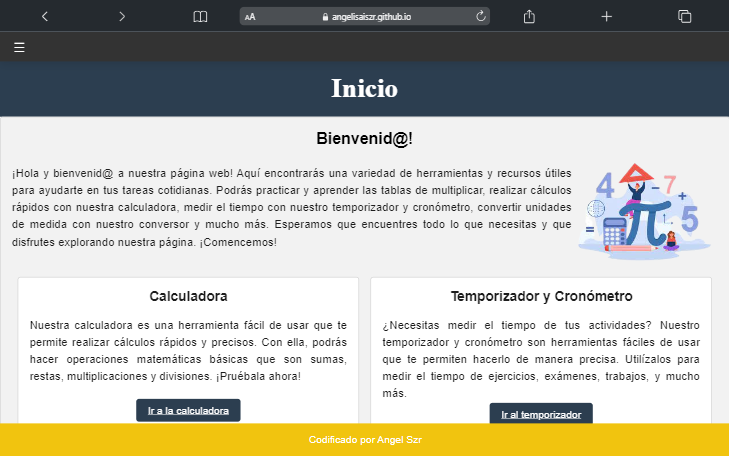 AA angelisaiszr.github.io
Inicio
Bienvenid@!
¡Hola y bienvenid@ a nuestra página web! Aquí encontrarás una variedad de herramientas y recursos útiles
para ayudarte en tus tareas cotidianas. Podrás practicar y aprender las tablas de multiplicar, realizar cálculos
rápidos con nuestra calculadora, medir el tiempo con nuestro temporizador y cronómetro, convertir unidades
de medida con nuestro conversor y mucho más. Esperamos que encuentres todo lo que necesitas y que
disfrutes explorando nuestra página. ¡Comencemos!
4 - 7
+
π
= 5
Calculadora
Nuestra calculadora es una herramienta fácil de usar que te
permite realizar cálculos rápidos y precisos. Con ella, podrás
hacer operaciones matemáticas básicas que son sumas,
restas, multiplicaciones y divisiones. ¡Pruébala ahora!
Ir a la calculadora
Temporizador y Cronómetro
¿Necesitas medir el tiempo de tus actividades? Nuestro
temporizador y cronómetro son herramientas fáciles de usar
que te permiten hacerlo de manera precisa. Utilízalos para
medir el tiempo de ejercicios, exámenes, trabajos, y mucho
más.
Ir al temporizador
Codificado por Angel Szr